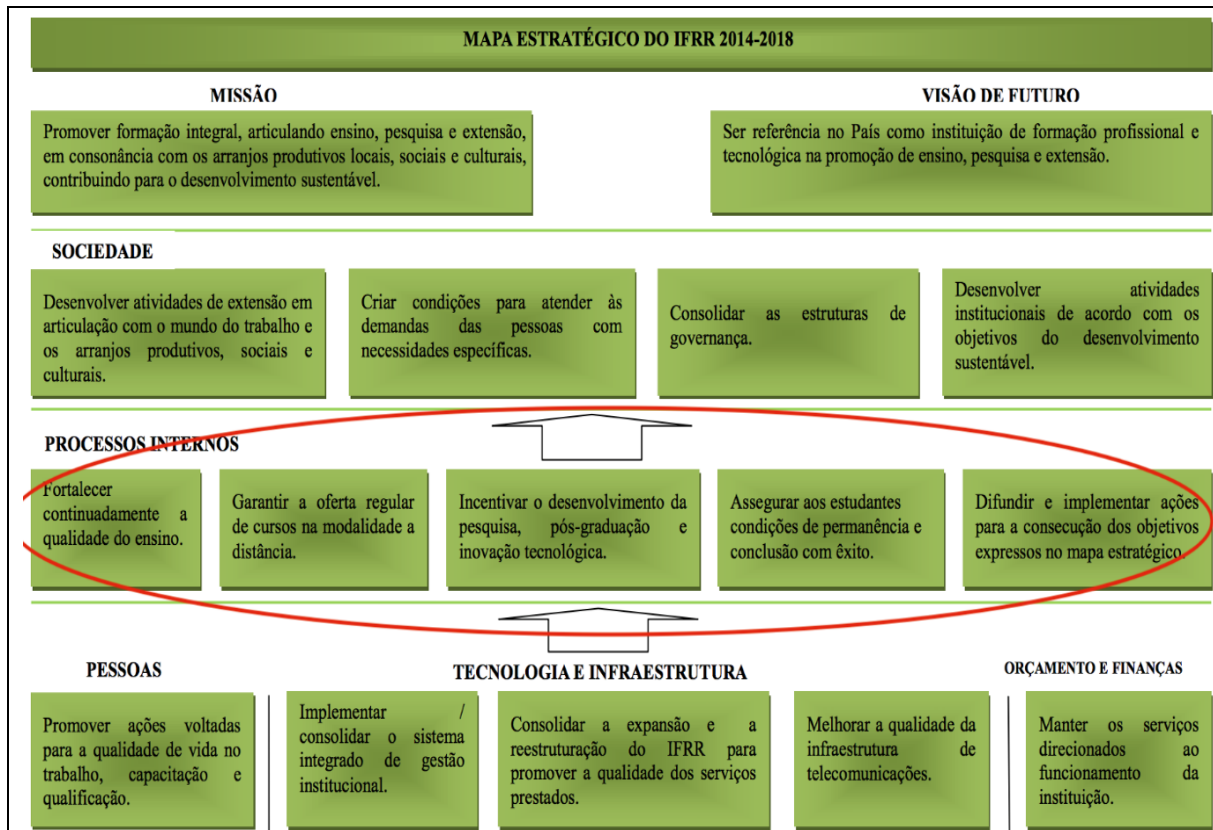 MAPA ESTRATÉGICO DO IFRR 2014-2018
MISSÃO
Promover formação integral, articulando ensino, pesquisa e extensão,
em consonância com os arranjos produtivos locais, sociais e culturais,
contribuindo para o desenvolvimento sustentável.
VISÃO DE FUTURO
Ser referência no País como instituição de formação profissional e
tecnológica na promoção de ensino, pesquisa e extensão.
SOCIEDADE
Desenvolver atividades de extensão em
articulação com o mundo do trabalho e
os arranjos produtivos, sociais e
culturais.
Criar condições para atender às
demandas das pessoas com
necessidades específicas.
Consolidar as estruturas de
governança.
Desenvolver atividades
institucionais de acordo com os
objetivos do desenvolvimento
sustentável.
PROCESSOS INTERNOS
Fortalecer
continuadamente a
qualidade do ensino.
Garantir a oferta regular
de cursos na modalidade a
distância.
Incentivar o desenvolvimento da
pesquisa, pós-graduação e
inovação tecnológica.
Assegurar aos estudantes
condições de permanência e
conclusão com êxito.
Difundir e implementar ações
para a consecução dos objetivos
expressos no mapa estratégico.
PESSOAS
Promover ações voltadas
para a qualidade de vida no
trabalho, capacitação e
qualificação.
TECNOLOGIA E INFRAESTRUTURA
Implementar /
consolidar o sistema
integrado de gestão
institucional.
Consolidar a expansão e a
reestruturação do IFRR para
promover a qualidade dos serviços
prestados.
Melhorar a qualidade da
infraestrutura de
telecomunicações.
ORÇAMENTO E FINANÇAS
Manter os serviços
direcionados ao
funcionamento da
instituição.